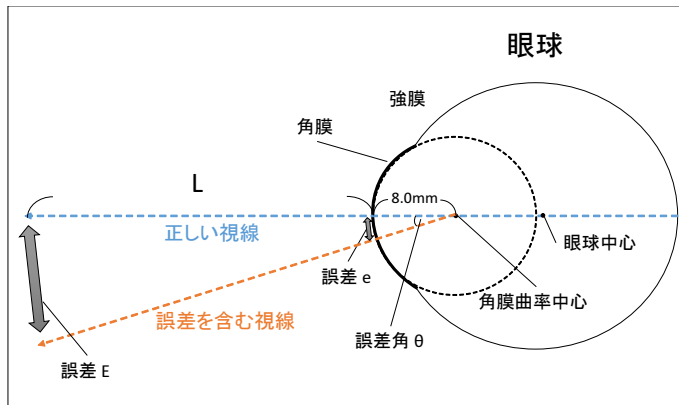 眼球
強膜
角膜
L
8.0mm
正しい視線
眼球中心
誤差 e
角膜曲率中心
誤差を含む視線
誤差角 θ
誤差 E